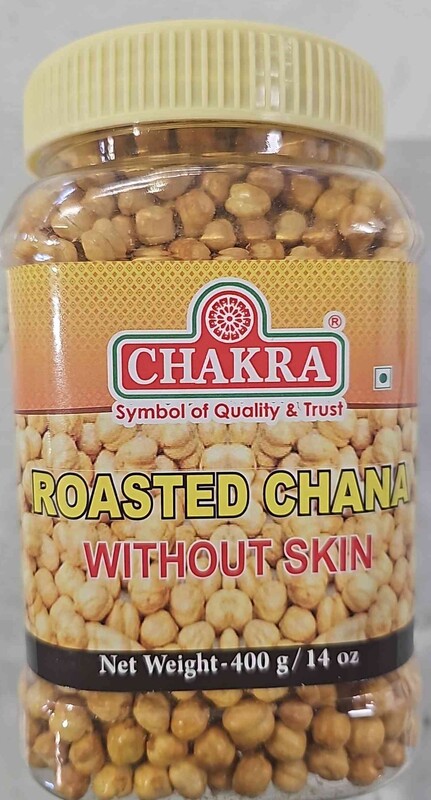 CHAKRA ®
Symbol of Quality & Trust
ROASTED CHANA
WITHOUT SKIN
Net Weight-400 g/14 oz